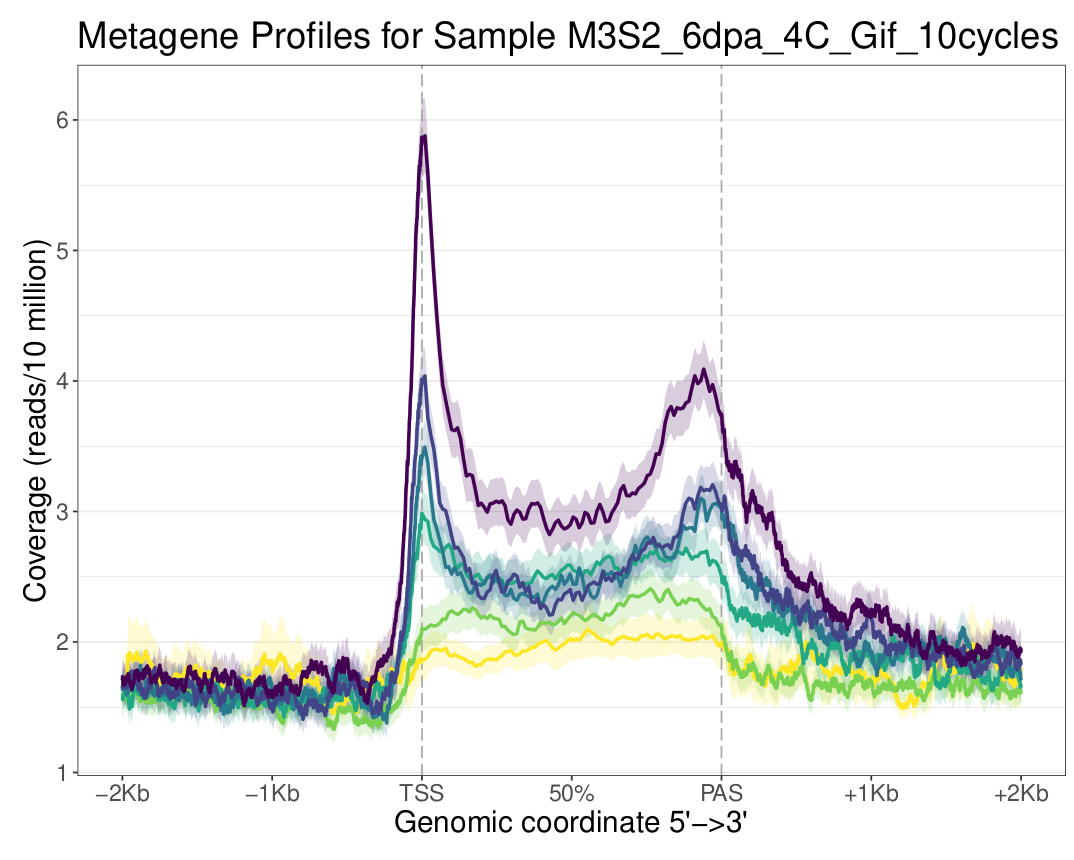 Metagene Profiles for Sample M3S2_6dpa_4C_Gif_10cycles
Coverage (reads/10 million)
6
5
4
3
2
1
−2Kb
−1Kb
TSS
50%
PAS
+1Kb
+2Kb
Genomic coordinate 5'−>3'